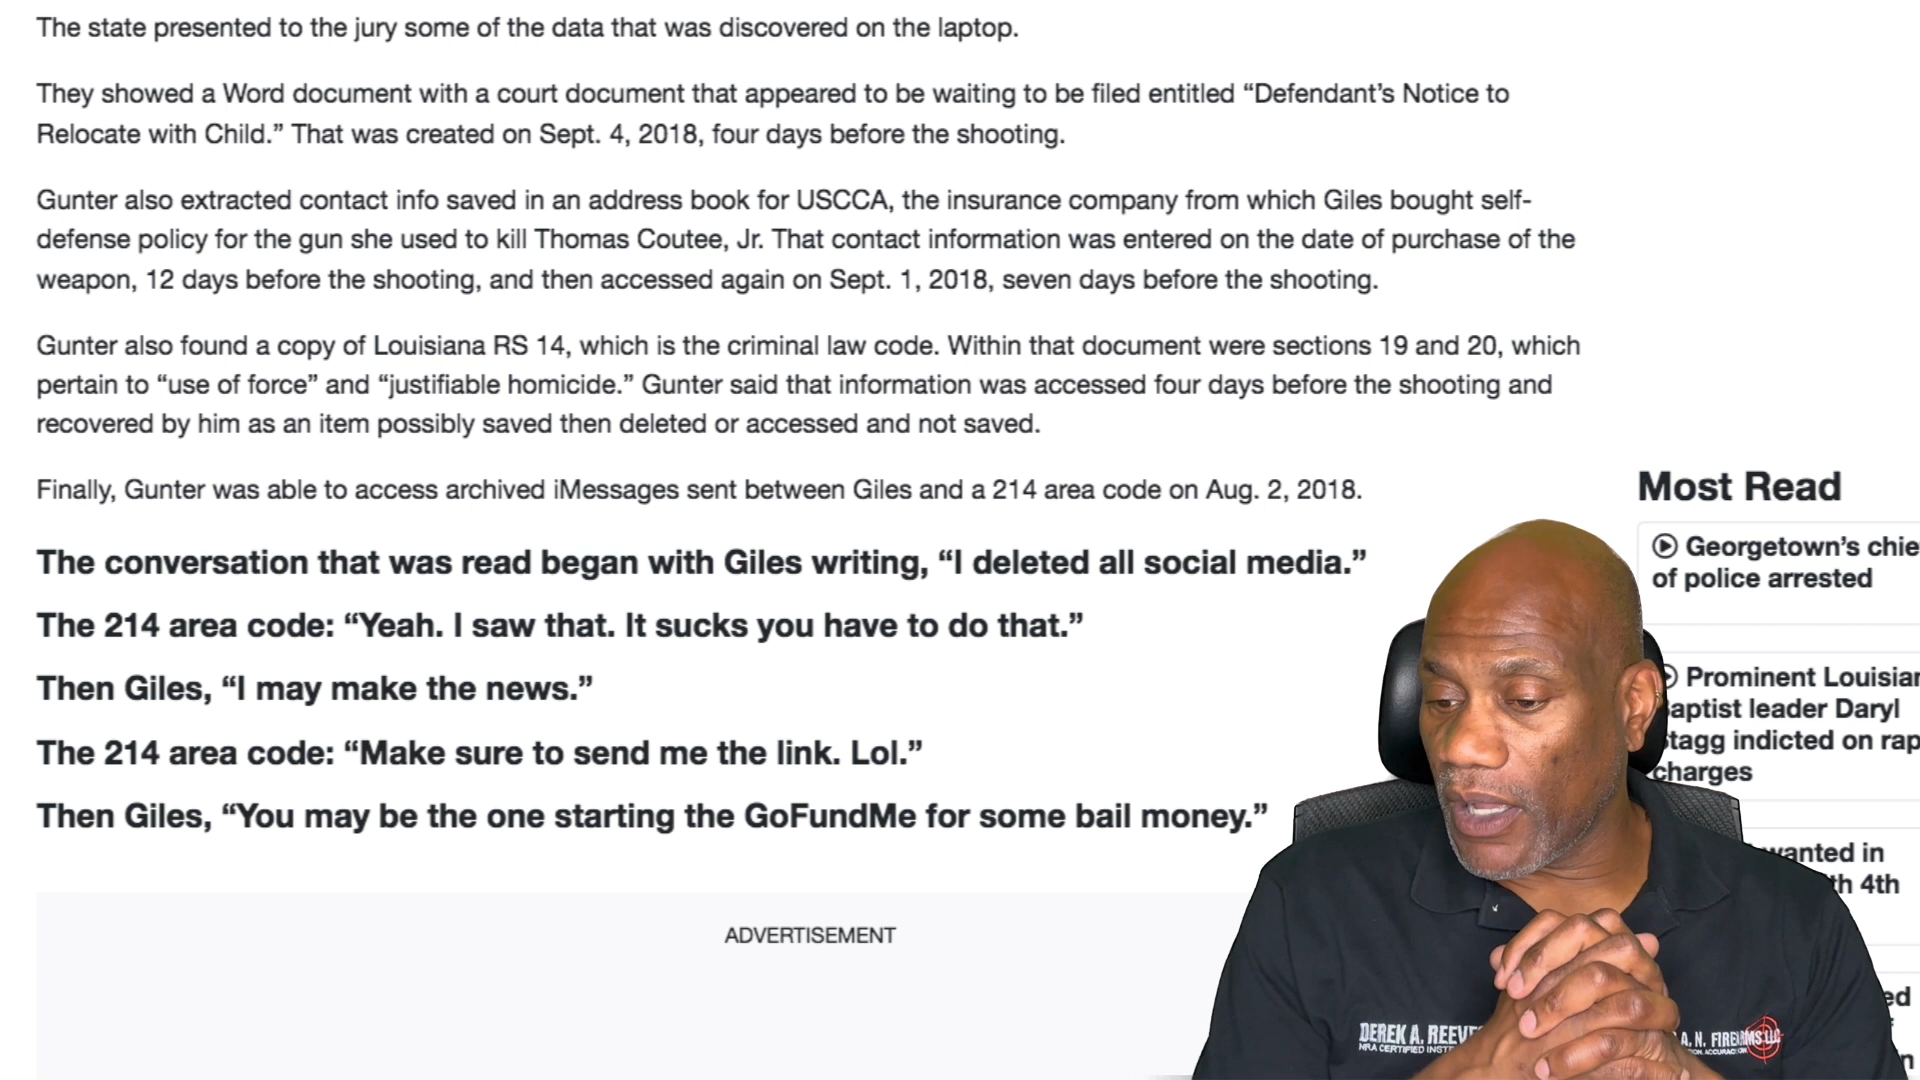 The state presented to the jury some of the data that was discovered on the laptop.
They showed a Word document with a court document that appeared to be waiting to be filed entitled “Defendant’s Notice to
Relocate with Child.” That was created on Sept. 4, 2018, four days before the shooting.
Gunter also extracted contact info saved in an address book for USCCA, the insurance company from which Giles bought self-
defense policy for the gun she used to kill Thomas Coutee, Jr. That contact information was entered on the date of purchase of the
weapon, 12 days before the shooting, and then accessed again on Sept. 1, 2018, seven days before the shooting.
Gunter also found a copy of Louisiana RS 14, which is the criminal law code. Within that document were sections 19 and 20, which
pertain to “use of force” and “justifiable homicide.” Gunter said that information was accessed four days before the shooting and
recovered by him as an item possibly saved then deleted or accessed and not saved.
Finally, Gunter was able to access archived iMessages sent between Giles and a 214 area code on Aug. 2, 2018.
The conversation that was read began with Giles writing, “I deleted all social media.”
The 214 area code: “Yeah. I saw that. It sucks you have to do that.”
Then Giles, “I may make the news.”
The 214 area code: “Make sure to send me the link. Lol.”
Then Giles, “You may be the one starting the GoFundMe for some bail money.”
ADVERTISEMENT
Most Read
Georgetown’s chie
of police arrested
Prominent Louisian
aptist leader Daryl
tagg indicted on rap
charges
wanted in
th 4th
ed
DEREK A. REEVES
NRA CERTIFIED INST
A. N. FIREARMS LLC